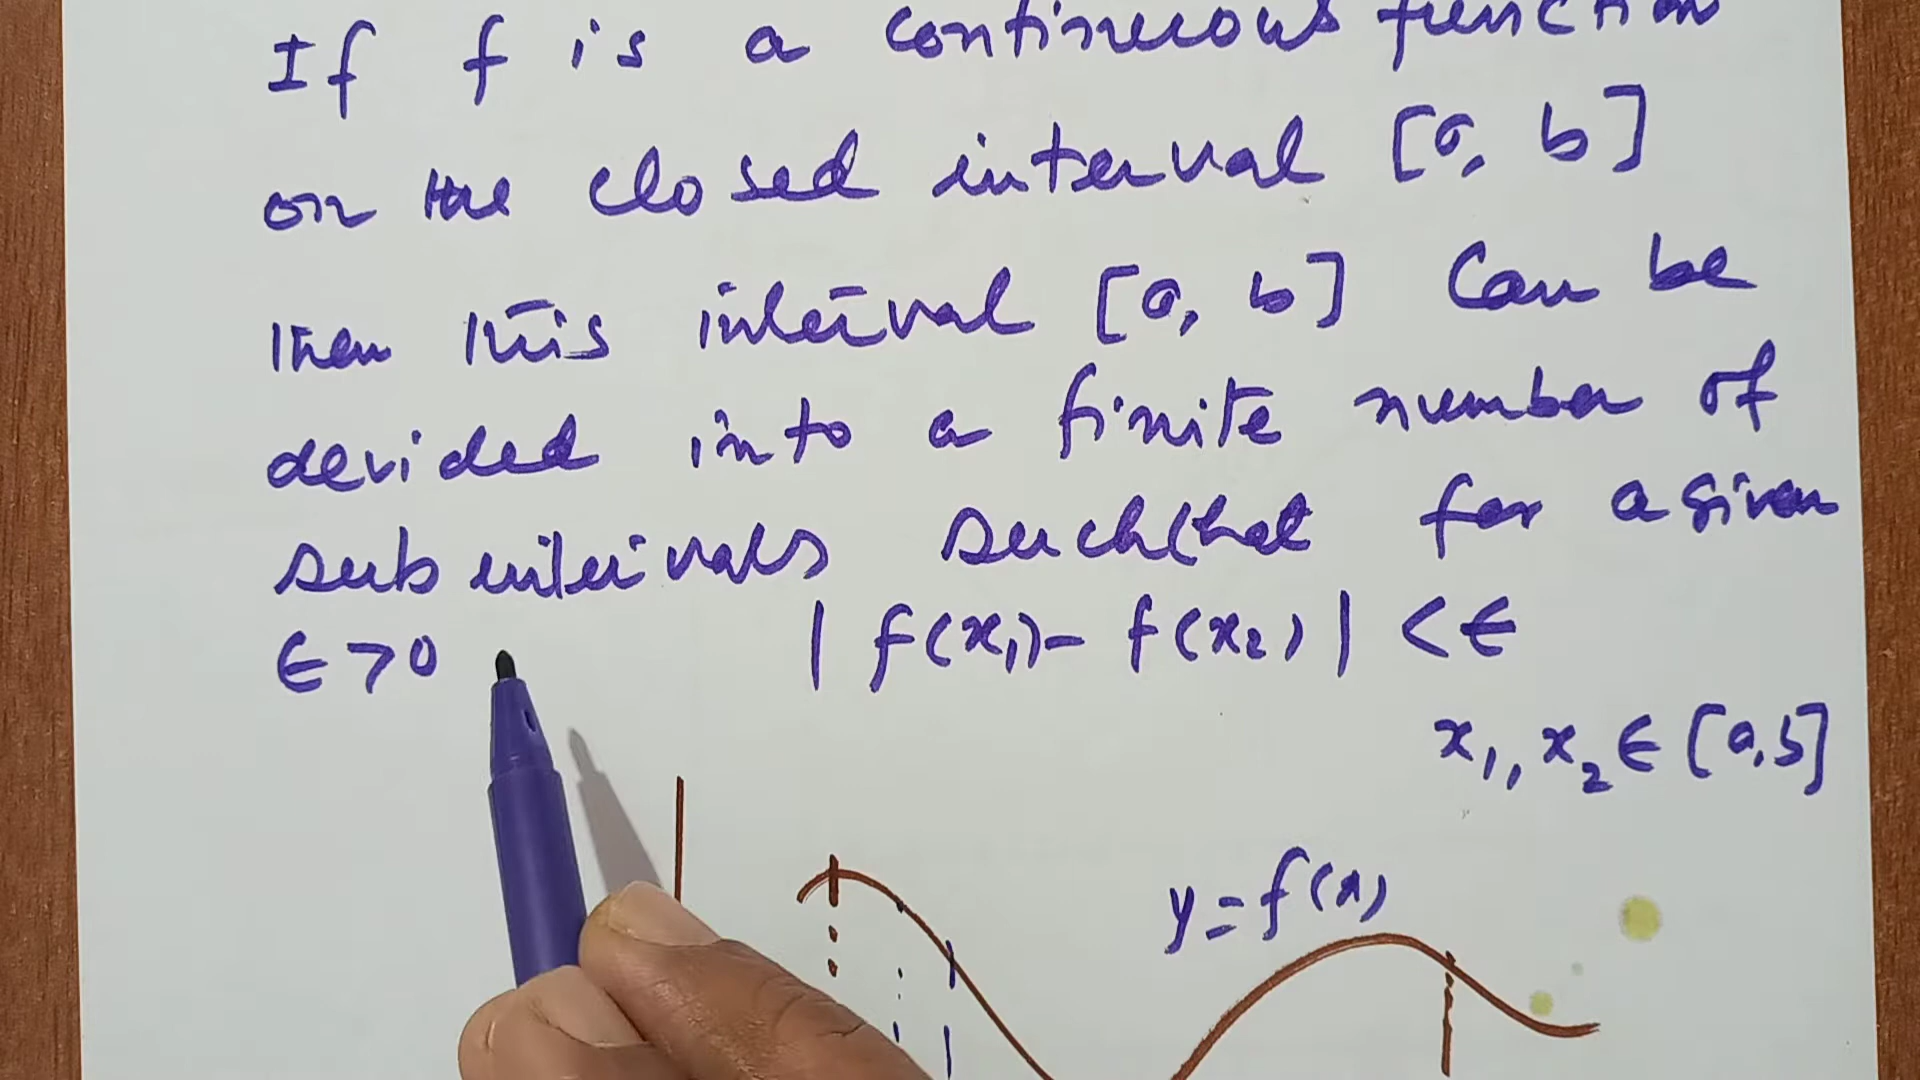 If f is a continuous function
on the closed interval [a, b]
then this interval [a, b] can be
devided into a finite number of
sub intervals such that for a given
∈ > 0 | f(x₁) - f(x₂) | < ∈
x₁, x₂ ∈ [a, b]
y = f(x)